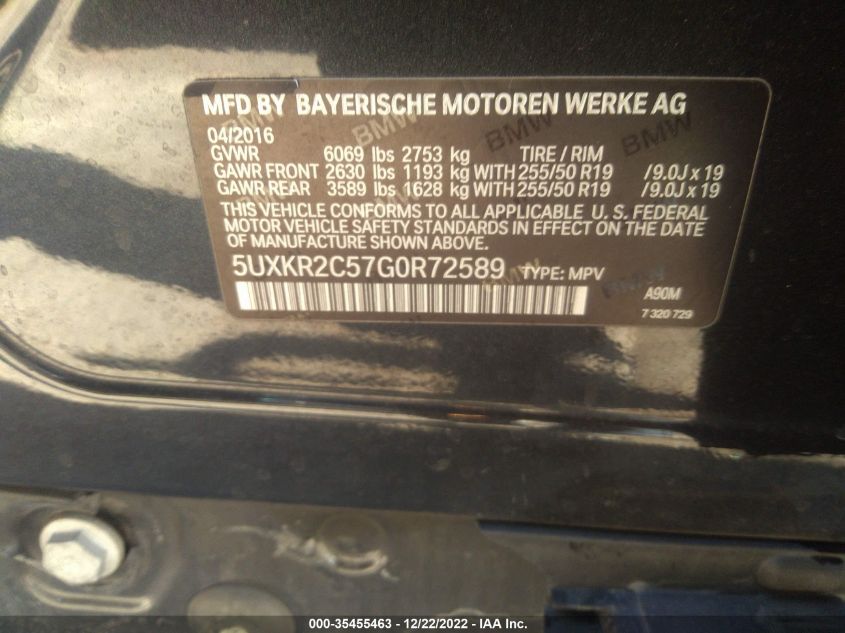 MFD BY BAYERISCHE MOTOREN WERKE AG
04/2016
GVWR 6069 lbs 2753 kg TIRE / RIM
GAWR FRONT 2630 lbs 1193 kg WITH 255/50 R19 /9.0J x 19
GAWR REAR 3589 lbs 1628 kg WITH 255/50 R19 /9.0J x 19
THIS VEHICLE CONFORMS TO ALL APPLICABLE U. S. FEDERAL
MOTOR VEHICLE SAFETY STANDARDS IN EFFECT ON THE DATE OF
MANUFACTURE SHOWN ABOVE.
5UXKR2C57G0R72589 TYPE: MPV
A90M
7 320 729
000-35455463 - 12/22/2022 - IAA Inc.